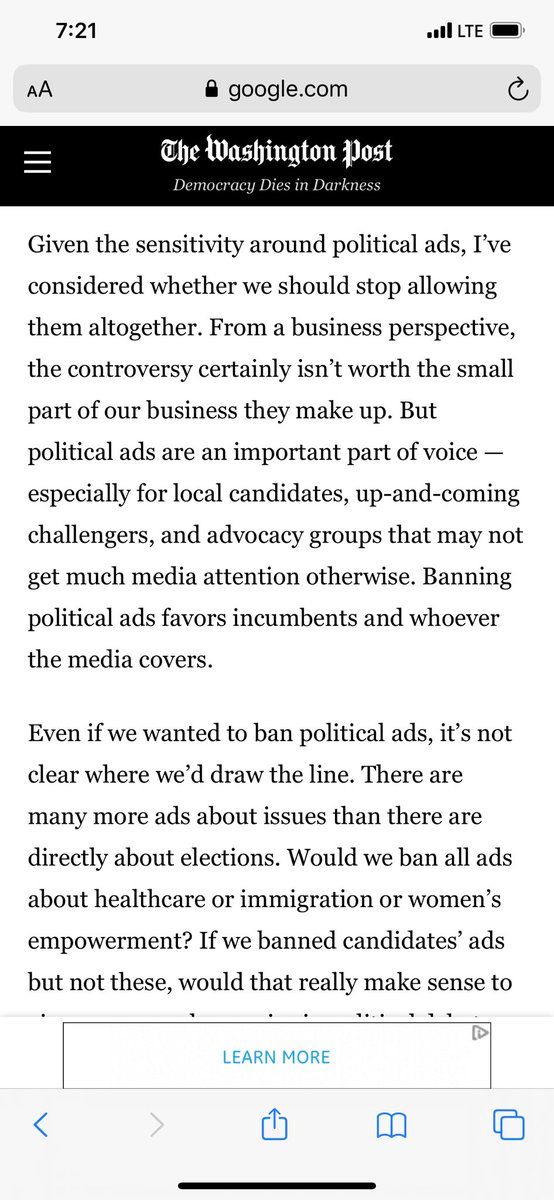 7:21
LTE
AA
google.com
The Washington Post
Democracy Dies in Darkness
Given the sensitivity around political ads, I’ve
considered whether we should stop allowing
them altogether. From a business perspective,
the controversy certainly isn’t worth the small
part of our business they make up. But
political ads are an important part of voice —
especially for local candidates, up-and-coming
challengers, and advocacy groups that may not
get much media attention otherwise. Banning
political ads favors incumbents and whoever
the media covers.
Even if we wanted to ban political ads, it’s not
clear where we’d draw the line. There are
many more ads about issues than there are
directly about elections. Would we ban all ads
about healthcare or immigration or women’s
empowerment? If we banned candidates’ ads
but not these, would that really make sense to
LEARN MORE